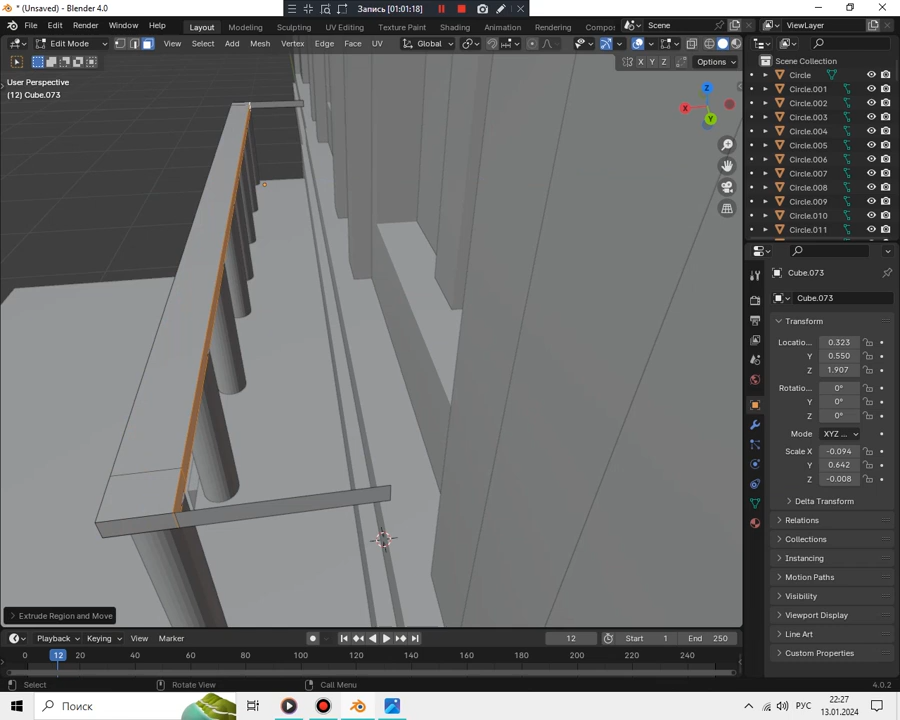 * (Unsaved) - Blender 4.0
Запись [01:01:18]
File Edit Render Window Help Layout Modeling Sculpting UV Editing Texture Paint Shading Animation Rendering Compos Scene ViewLayer
Edit Mode View Select Add Mesh Vertex Edge Face UV Global
X Y Z Options
User Perspective
(12) Cube.073
Z
X
Y
Scene Collection
Circle
Circle.001
Circle.002
Circle.003
Circle.004
Circle.005
Circle.006
Circle.007
Circle.008
Circle.009
Circle.010
Circle.011
Cube.073
Cube.073
Transform
Locatio... 0.323
Y 0.550
Z 1.907
Rotatio... 0°
Y 0°
Z 0°
Mode XYZ ...
Scale X -0.094
Y 0.642
Z -0.008
Delta Transform
Relations
Collections
Instancing
Motion Paths
Visibility
Viewport Display
Line Art
Custom Properties
Extrude Region and Move
Playback Keying View Marker 12 Start 1 End 250
0 12 20 40 60 80 100 120 140 160 180 200 220 240
Select Rotate View Call Menu 4.0.2
Поиск РУС 22:27
13.01.2024